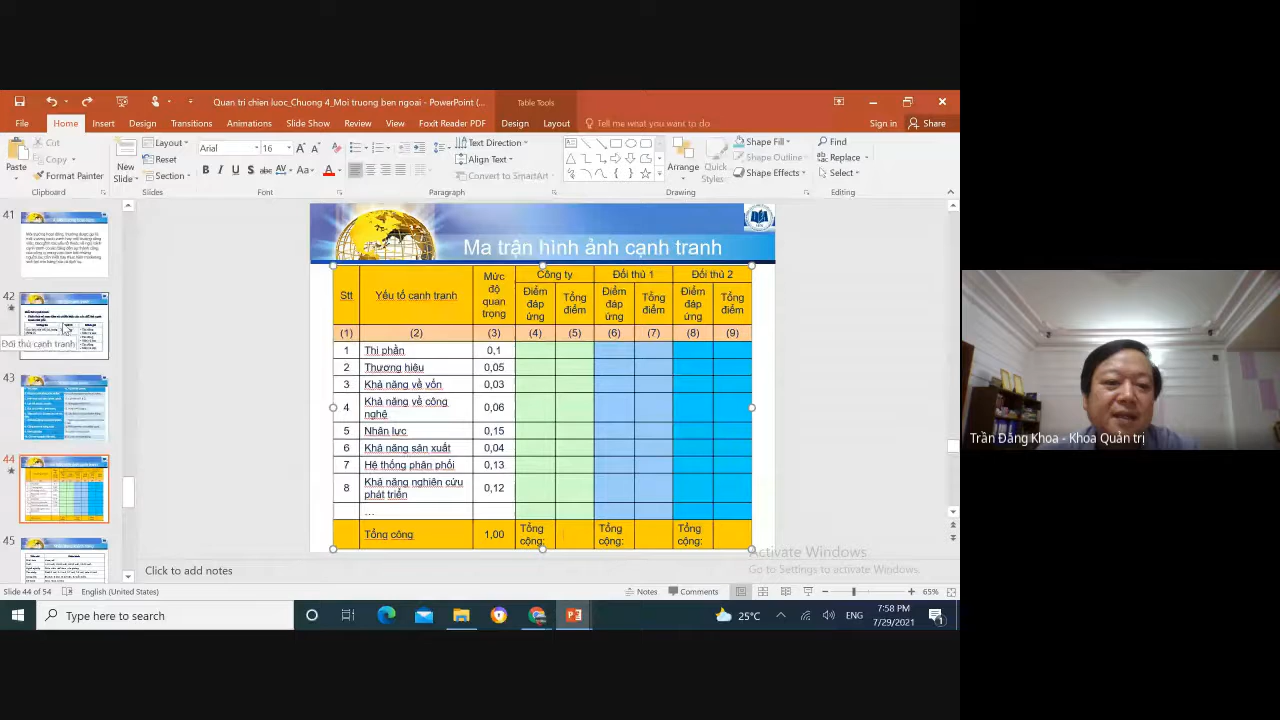 Quan tri chien luoc_Chuong 4_Moi truong ben ngoai - PowerPoint (...
Table Tools
File
Home
Insert
Design
Transitions
Animations
Slide Show
Review
View
Foxit Reader PDF
Design
Layout
Tell me what you want to do
Sign in
Share
Paste
Cut
Copy
Format Painter
Clipboard
New
Slide
Layout
Reset
Section
Slides
Arial
16
Font
Text Direction
Align Text
Convert to SmartArt
Paragraph
Arrange
Quick
Styles
Shape Fill
Shape Outline
Shape Effects
Drawing
Find
Replace
Select
Editing
41
42
Đối thủ cạnh tranh
43
44
45
Ma trận hình ảnh cạnh tranh
Stt
Yếu tố cạnh tranh
Mức độ quan trọng
Công ty
Đối thủ 1
Đối thủ 2
Điểm đáp ứng
Tổng điểm
Điểm đáp ứng
Tổng điểm
Điểm đáp ứng
Tổng điểm
(1) (2) (3) (4) (5) (6) (7) (8) (9)
1 Thị phần 0,1
2 Thương hiệu 0,05
3 Khả năng về vốn 0,03
4 Khả năng về công nghệ 0,06
5 Nhân lực 0,15
6 Khả năng sản xuất 0,04
7 Hệ thống phân phối 0,13
8 Khả năng nghiên cứu phát triển 0,12
...
Tổng cộng 1,00 Tổng cộng: Tổng cộng: Tổng cộng:
Activate Windows
Go to Settings to activate Windows.
Click to add notes
Slide 44 of 54
English (United States)
Notes
Comments
65%
Type here to search
25°C
ENG
7:58 PM
7/29/2021
Trần Đăng Khoa - Khoa Quản trị